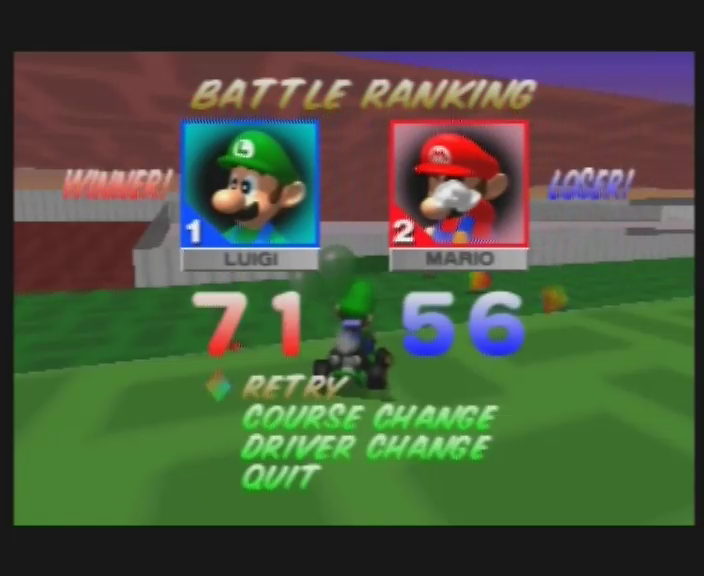 BATTLE RANKING
WINNER!
L
M
LOSER!
1
2
LUIGI
MARIO
71
56
RETRY
COURSE CHANGE
DRIVER CHANGE
QUIT